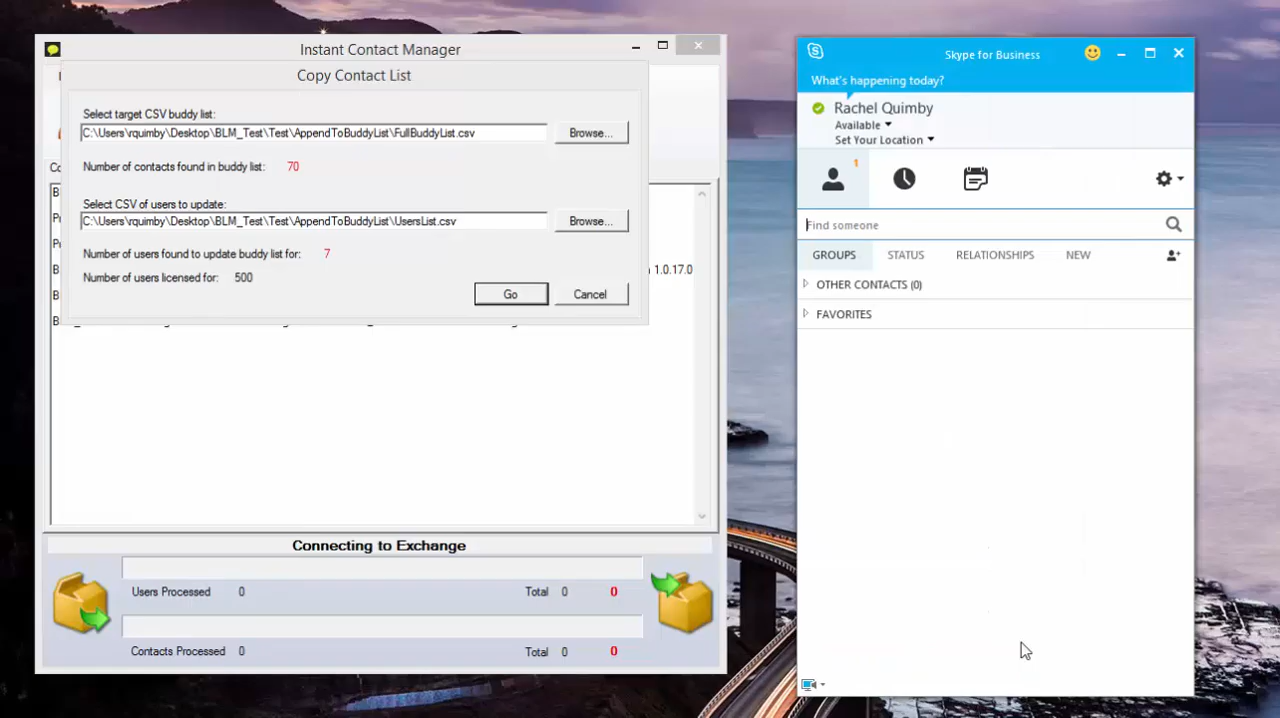 Instant Contact Manager
Copy Contact List
Select target CSV buddy list:
C:\Users\rquimby\Desktop\BLM_Test\Test\AppendToBuddyList\FullBuddyList.csv
Browse...
Number of contacts found in buddy list: 70
Select CSV of users to update:
C:\Users\rquimby\Desktop\BLM_Test\Test\AppendToBuddyList\UsersList.csv
Browse...
Number of users found to update buddy list for: 7
Number of users licensed for: 500
1.0.17.0
Go
Cancel
Connecting to Exchange
Users Processed 0 Total 0 0
Contacts Processed 0 Total 0 0
Skype for Business
What's happening today?
Rachel Quimby
Available
Set Your Location
1
Find someone
GROUPS STATUS RELATIONSHIPS NEW
OTHER CONTACTS (0)
FAVORITES